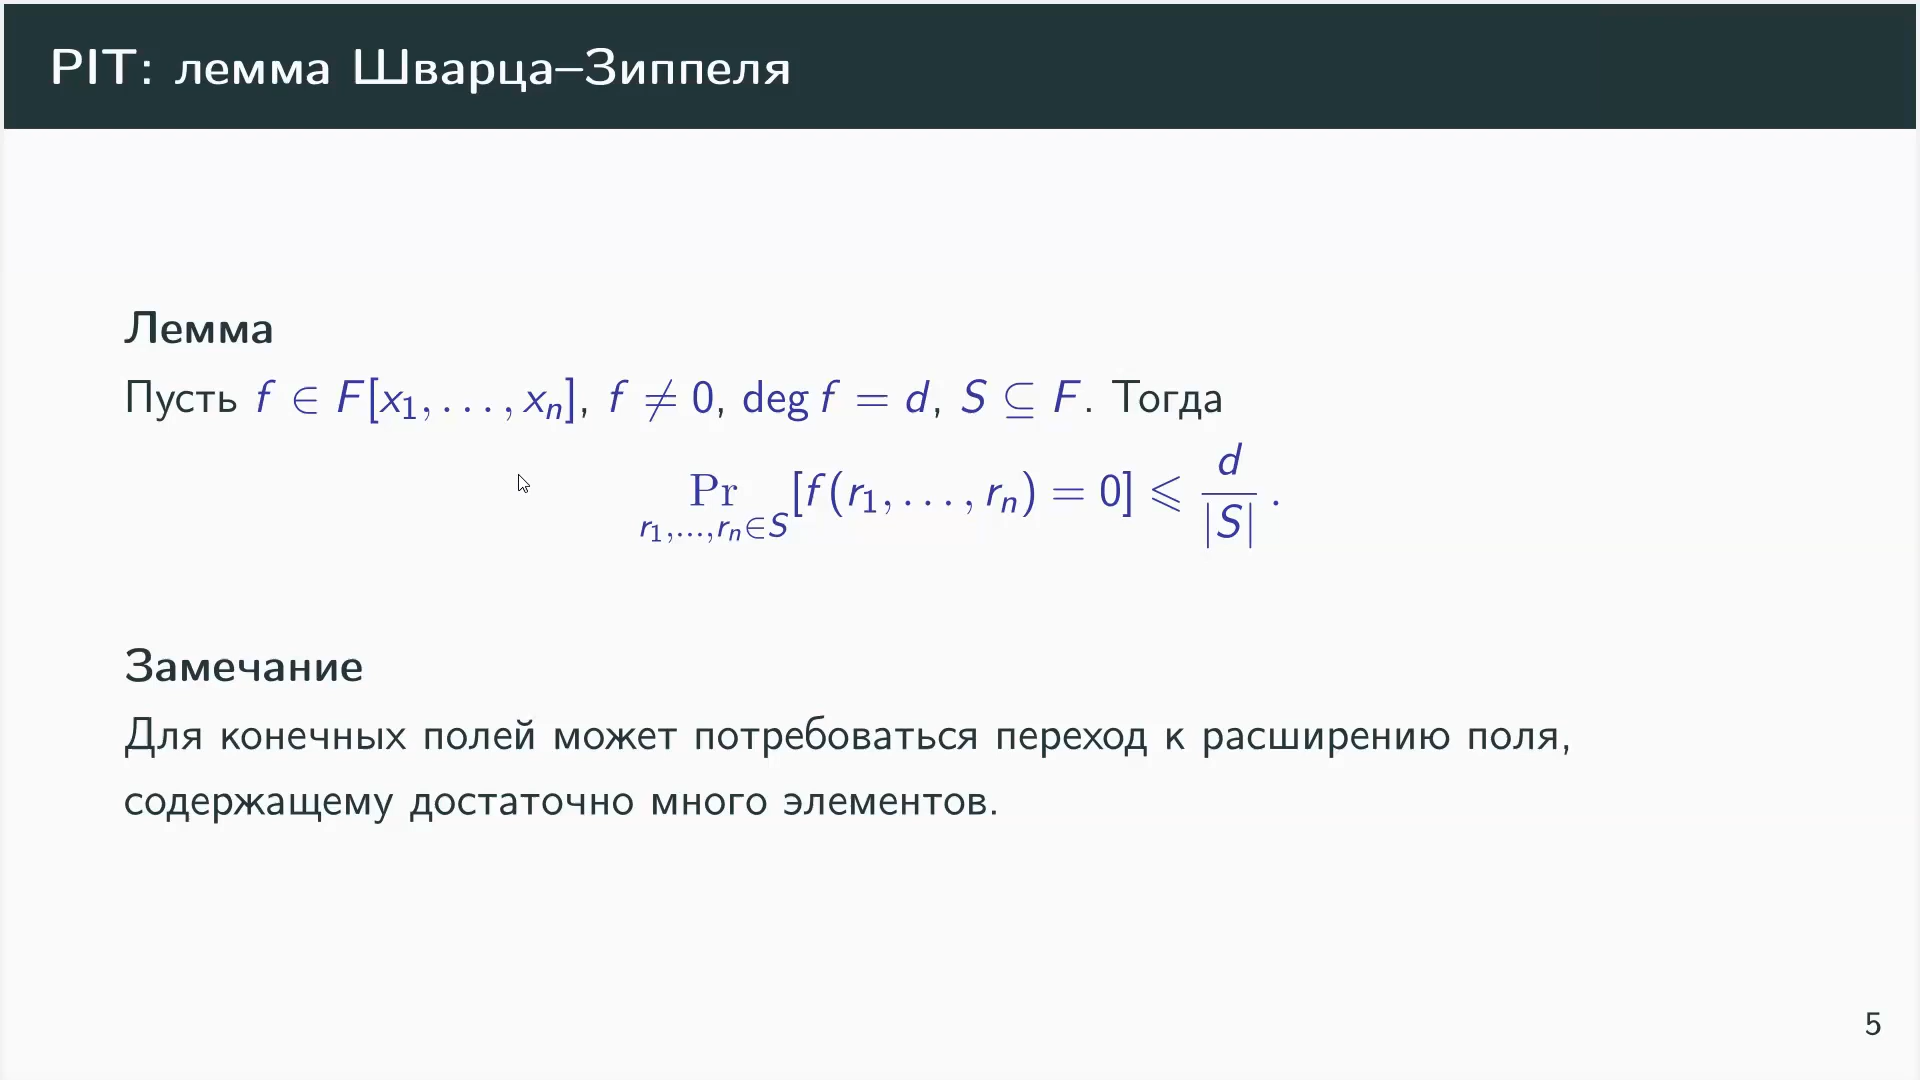 PIT: лемма Шварца–Зиппеля
Лемма
Пусть f ∈ F[x₁, . . . , xₙ], f ≠ 0, deg f = d, S ⊆ F. Тогда
Pr_{r₁,...,rₙ∈S} [f(r₁, . . . , rₙ) = 0] ⩽ d/|S| .
Замечание
Для конечных полей может потребоваться переход к расширению поля,
содержащему достаточно много элементов.
5